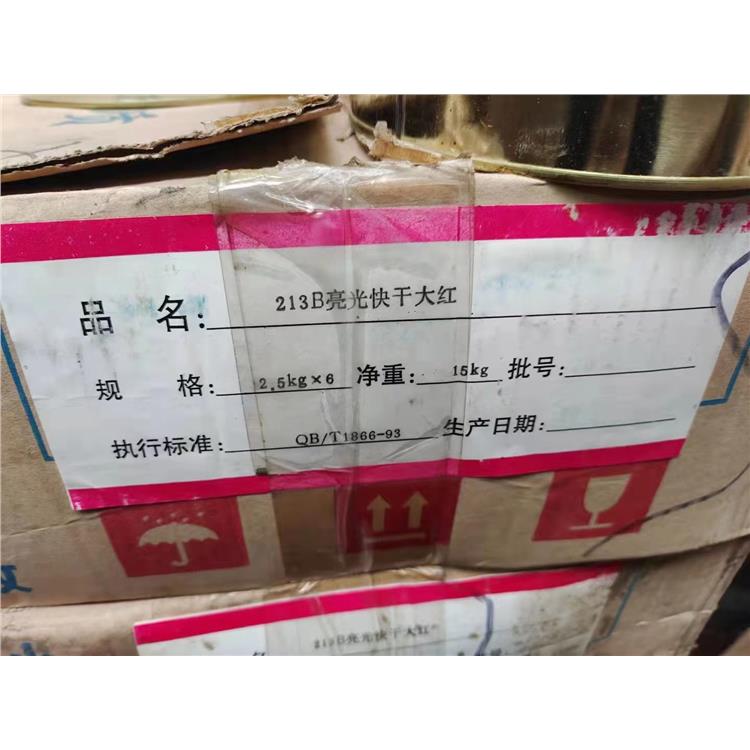 品 名: 213B亮光快干大红
规 格: 2.5kg×6 净重: 15kg 批号:
执行标准: QB/T1866-93 生产日期:
213B亮光快干大红